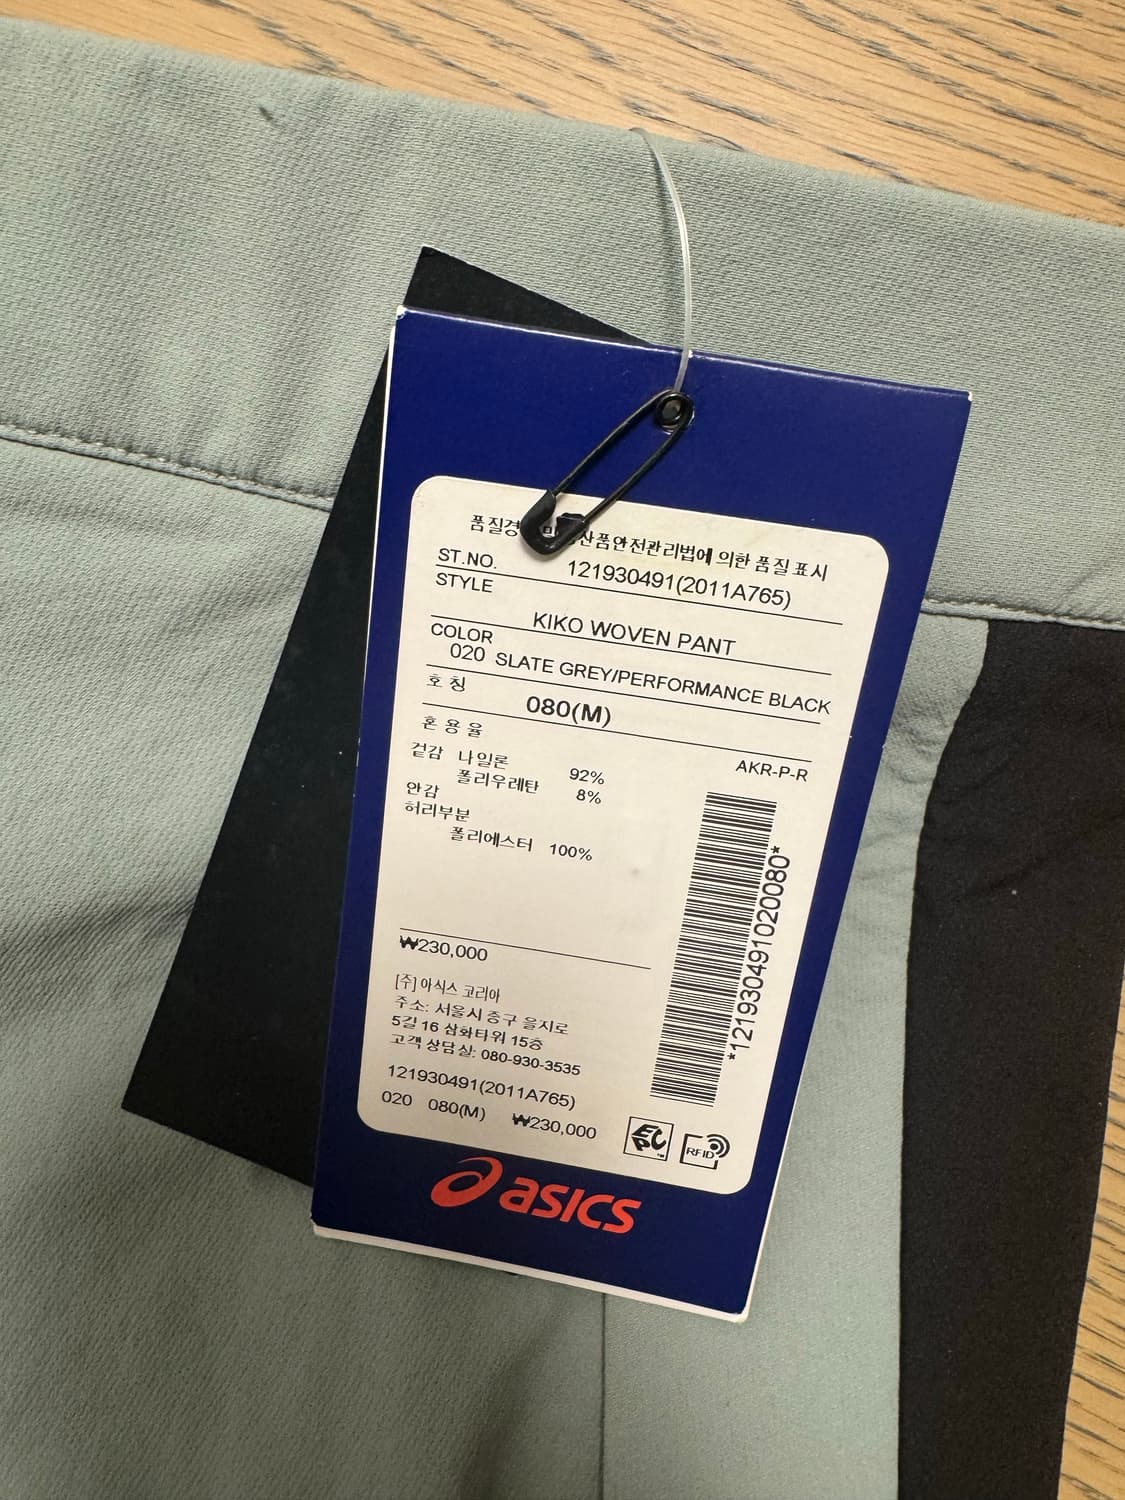 품질경 산품안전관리법에 의한 품질표시
ST.NO. 121930491(2011A765)
STYLE
KIKO WOVEN PANT
COLOR
020 SLATE GREY/PERFORMANCE BLACK
호칭 080(M)
혼용율
AKR-P-R
겉감 나일론 92%
폴리우레탄 8%
안감
허리부분
폴리에스터 100%
*121930491020080*
₩230,000
[주]아식스 코리아
주소: 서울시 중구 을지로
5길 16 삼화타워 15층
고객상담실: 080-930-3535
121930491(2011A765)
020 080(M) ₩230,000
EPC
RFID
asics